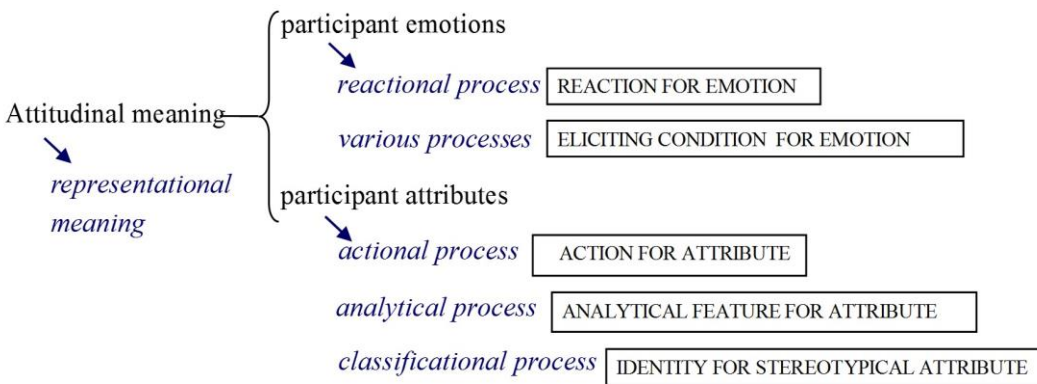 participant emotions
reactional process REACTION FOR EMOTION
Attitudinal meaning
various processes ELICITING CONDITION FOR EMOTION
representational
meaning
participant attributes
actional process ACTION FOR ATTRIBUTE
analytical process ANALYTICAL FEATURE FOR ATTRIBUTE
classificational process IDENTITY FOR STEREOTYPICAL ATTRIBUTE